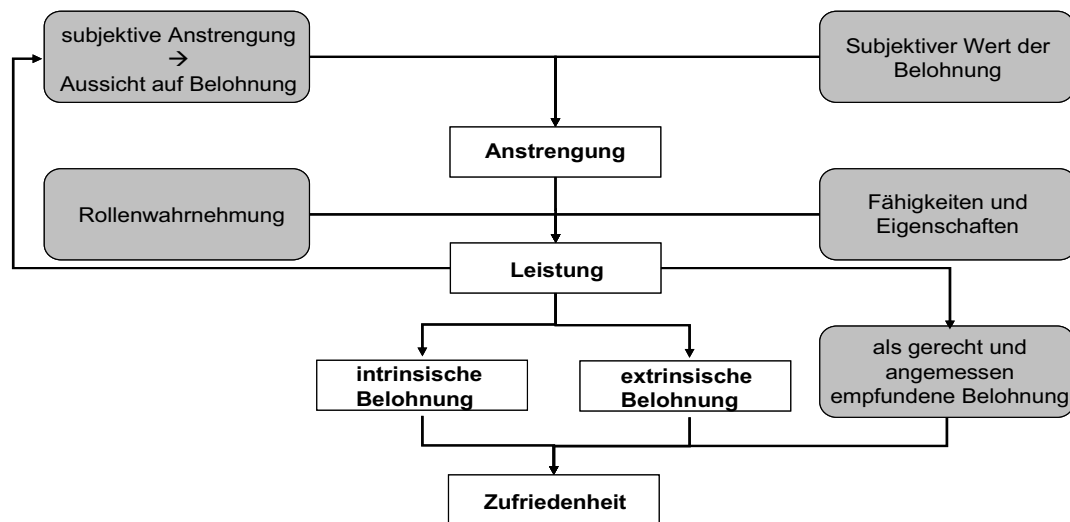 subjektive Anstrengung
→
Aussicht auf Belohnung
Subjektiver Wert der
Belohnung
Anstrengung
Rollenwahrnehmung
Fähigkeiten und
Eigenschaften
Leistung
intrinsische
Belohnung
extrinsische
Belohnung
als gerecht und
angemessen
empfundene Belohnung
Zufriedenheit